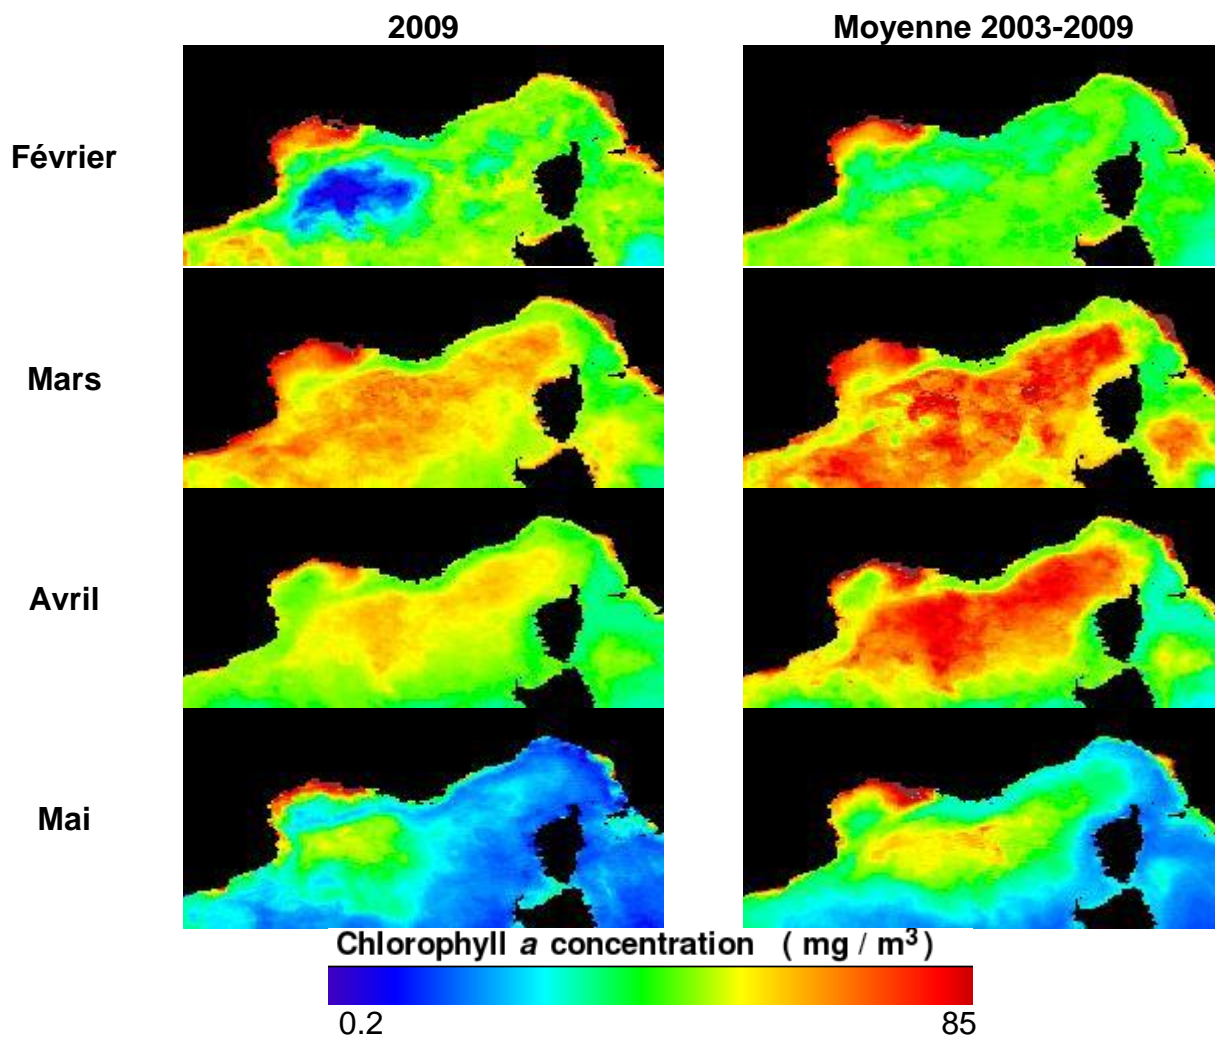 2009
Moyenne 2003-2009
Février
Mars
Avril
Mai
Chlorophyll a concentration ( mg / m³ )
0.2
85